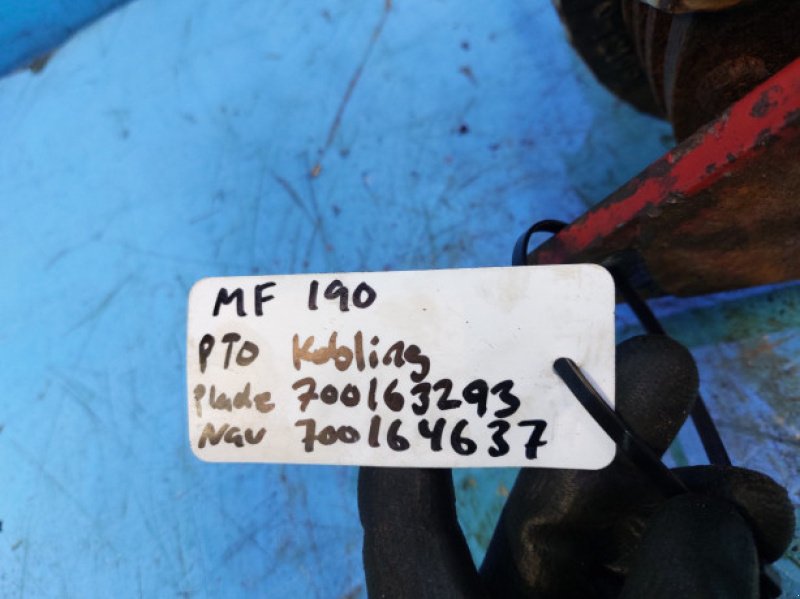 MF 190
PTO Kobling
Plade 700163293
Nav 700164637